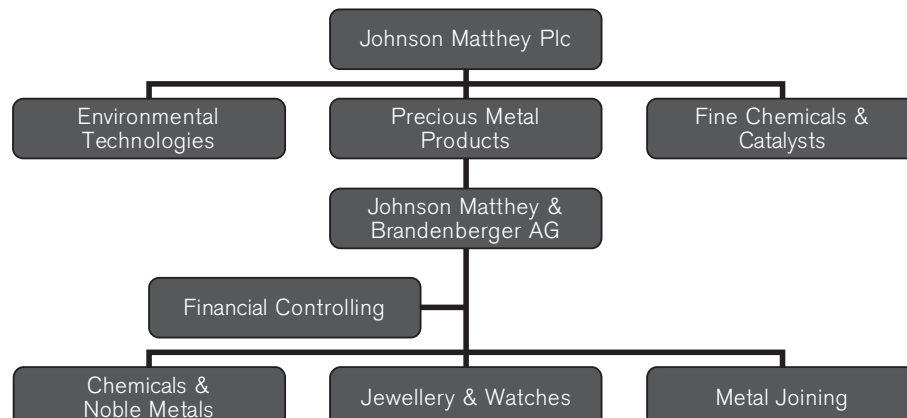 Johnson Matthey Plc
Environmental
Technologies
Precious Metal
Products
Fine Chemicals &
Catalysts
Johnson Matthey &
Brandenberger AG
Financial Controlling
Chemicals &
Noble Metals
Jewellery & Watches
Metal Joining